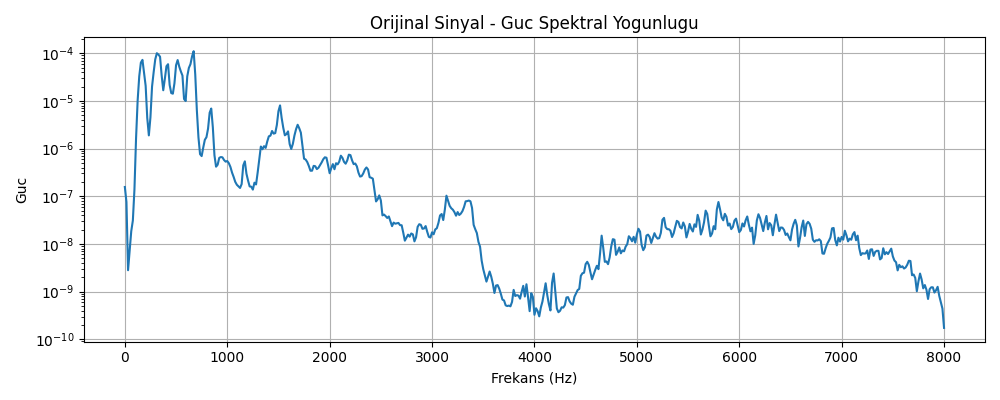 Orijinal Sinyal - Guc Spektral Yogunlugu
Guc
10⁻⁴
10⁻⁵
10⁻⁶
10⁻⁷
10⁻⁸
10⁻⁹
10⁻¹⁰
0 1000 2000 3000 4000 5000 6000 7000 8000
Frekans (Hz)